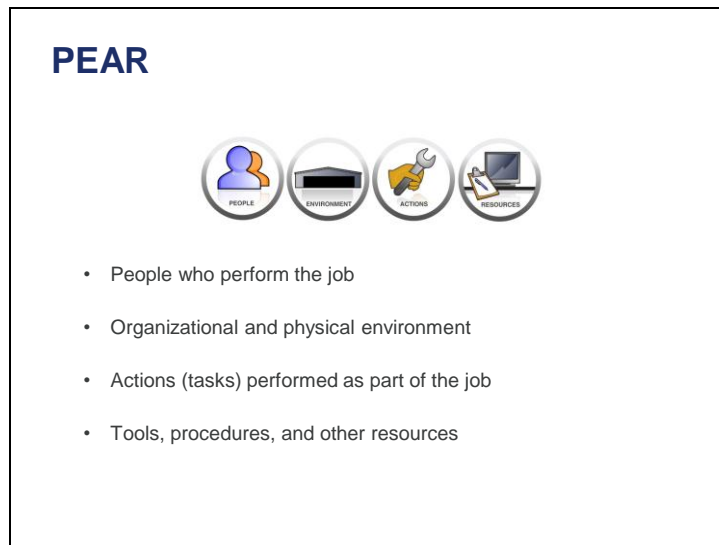 PEAR
PEOPLE ENVIRONMENT ACTIONS RESOURCES
• People who perform the job
• Organizational and physical environment
• Actions (tasks) performed as part of the job
• Tools, procedures, and other resources